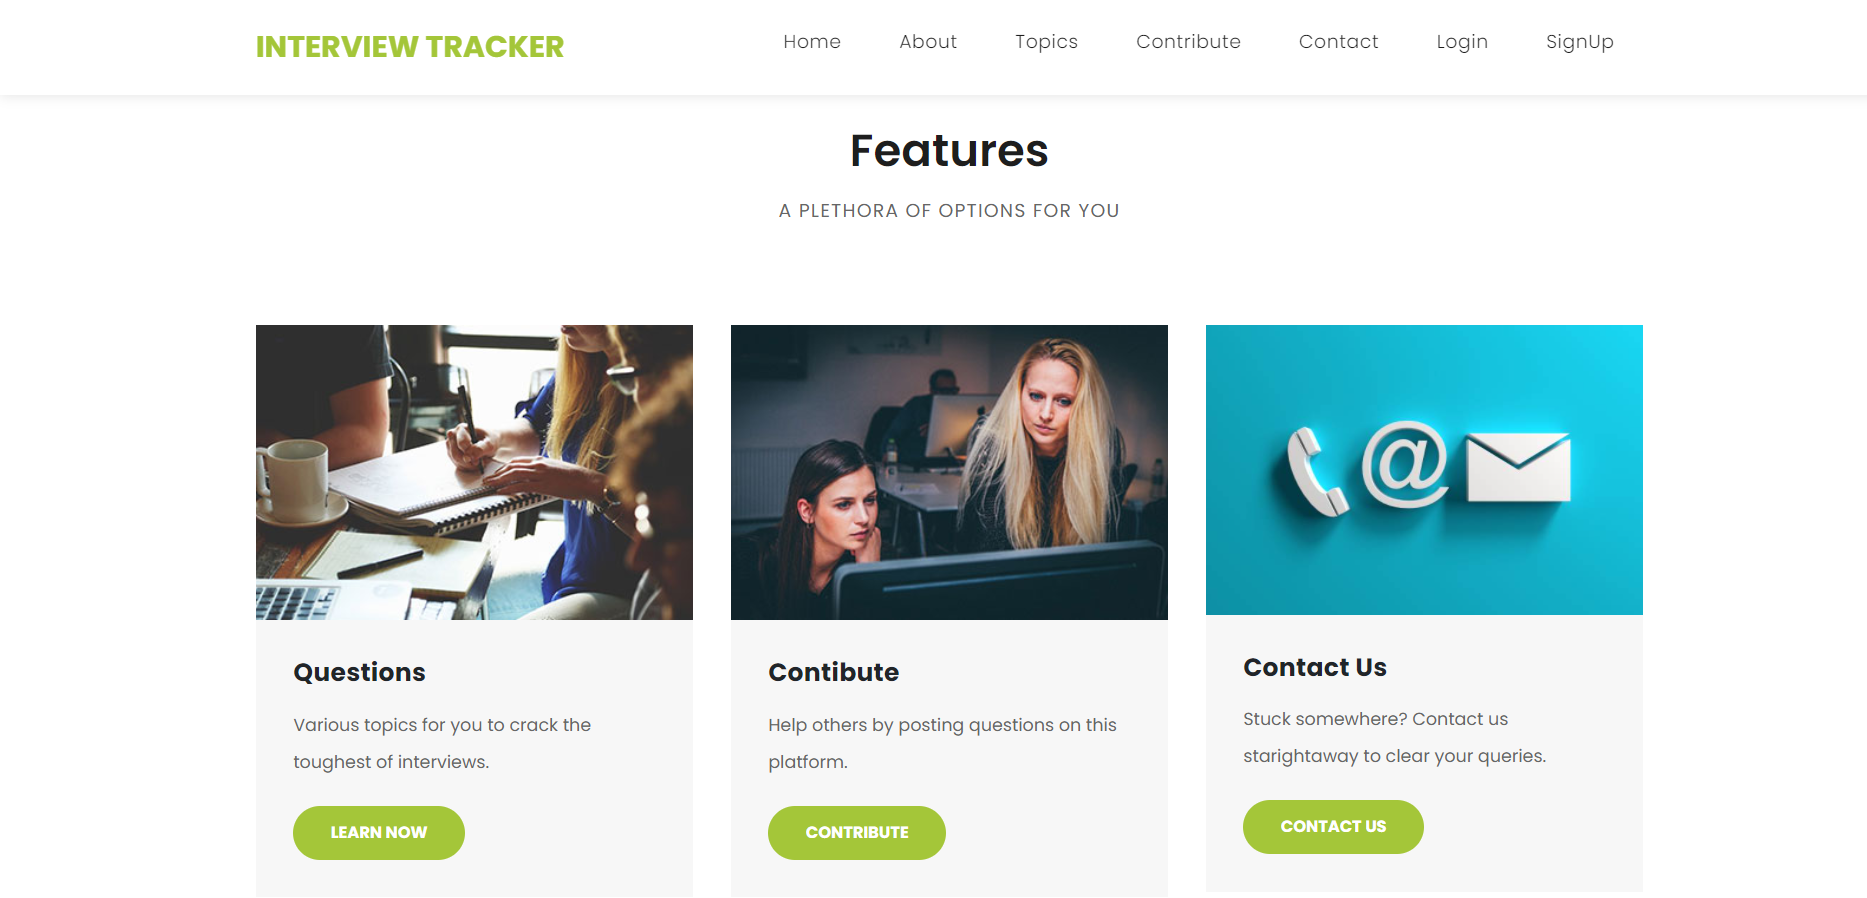 INTERVIEW TRACKER
Home About Topics Contribute Contact Login SignUp
Features
A PLETHORA OF OPTIONS FOR YOU
Questions
Various topics for you to crack the
toughest of interviews.
LEARN NOW
Contibute
Help others by posting questions on this
platform.
CONTRIBUTE
@
Contact Us
Stuck somewhere? Contact us
starightaway to clear your queries.
CONTACT US